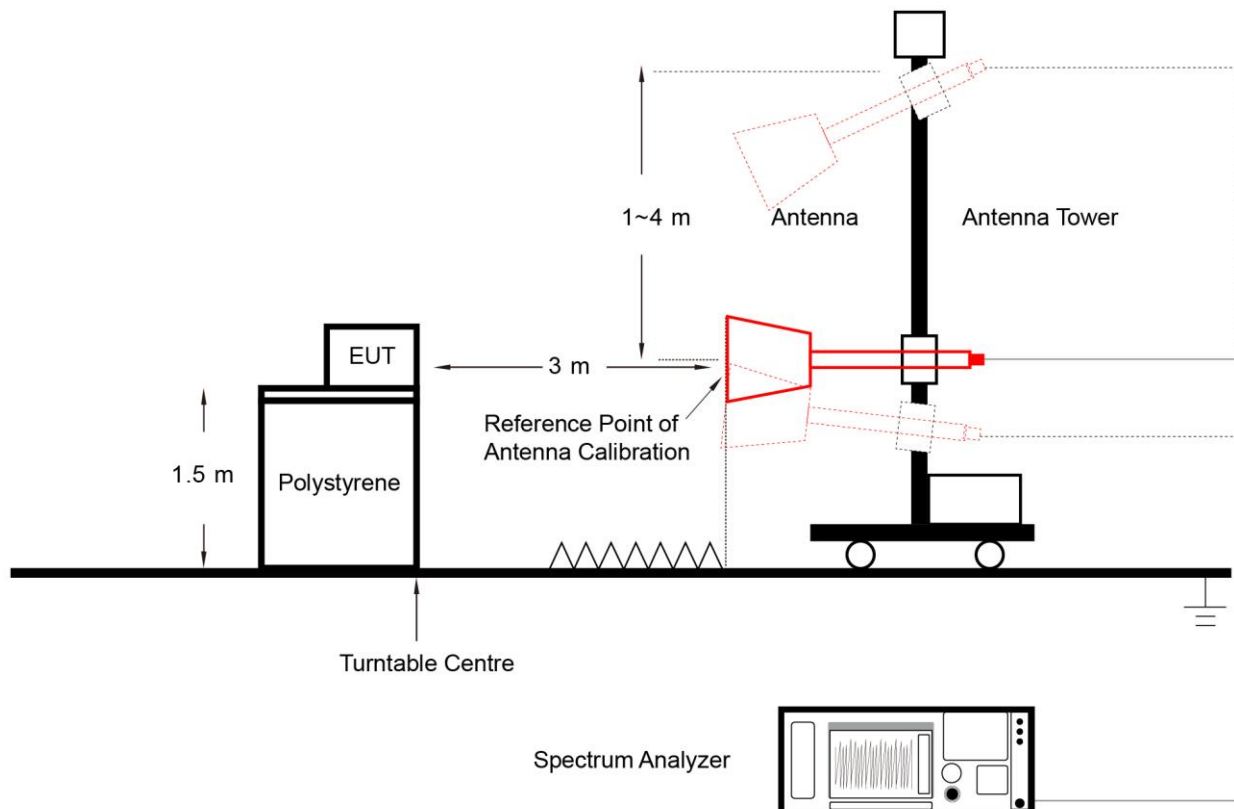 1~4 m
Antenna
Antenna Tower
EUT
3 m
Reference Point of
Antenna Calibration
1.5 m
Polystyrene
Turntable Centre
Spectrum Analyzer